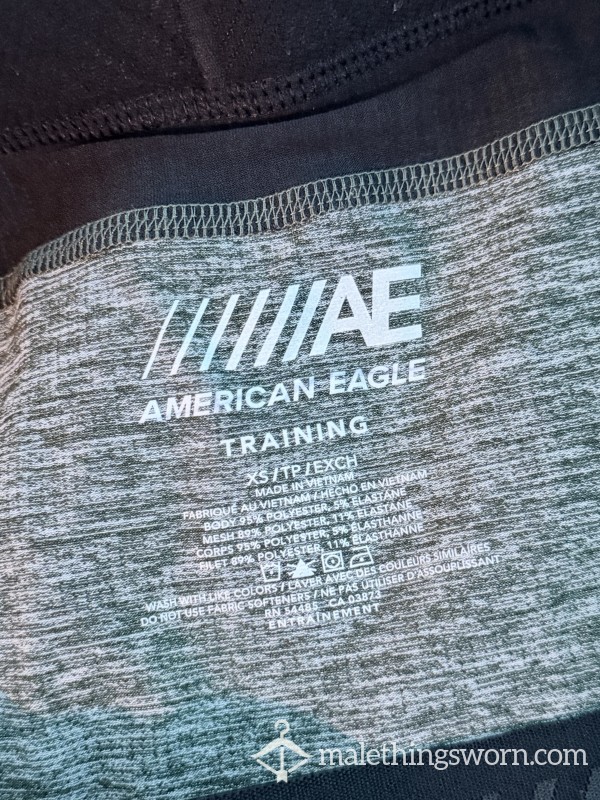 AE
AMERICAN EAGLE
TRAINING
XS/TP/EXCH
MADE IN VIETNAM
FABRIQUÉ AU VIETNAM / HECHO EN VIETNAM
BODY 95% POLYESTER, 5% ELASTANE
MESH 89% POLYESTER, 11% ELASTANE
CORPS 95% POLYESTER, 5% ELASTHANNE
FILET 89% POLYESTER, 11% ELASTHANNE
WASH WITH LIKE COLORS / LAVER AVEC DES COULEURS SIMILAIRES
DO NOT USE FABRIC SOFTENERS / NE PAS UTILISER D'ASSOUPLISSANT
RN 54485 CA 03873
ENTRAÎNEMENT
malethingsworn.com